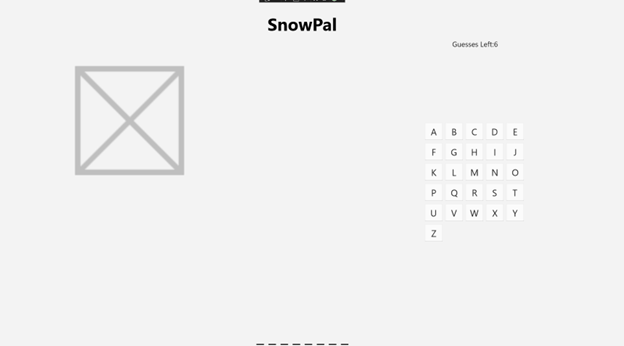 SnowPal
Guesses Left:6
A B C D E
F G H I J
K L M N O
P Q R S T
U V W X Y
Z
_ _ _ _ _ _ _ _